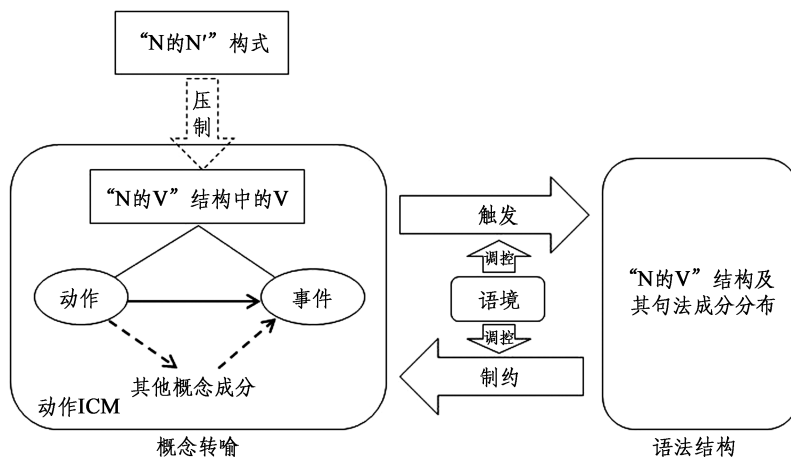 “N的N′”构式
压
制
“N的V”结构中的V
动作
事件
其他概念成分
动作ICM
概念转喻
触发
调控
语境
调控
制约
“N的V”结构及
其句法成分分布
语法结构